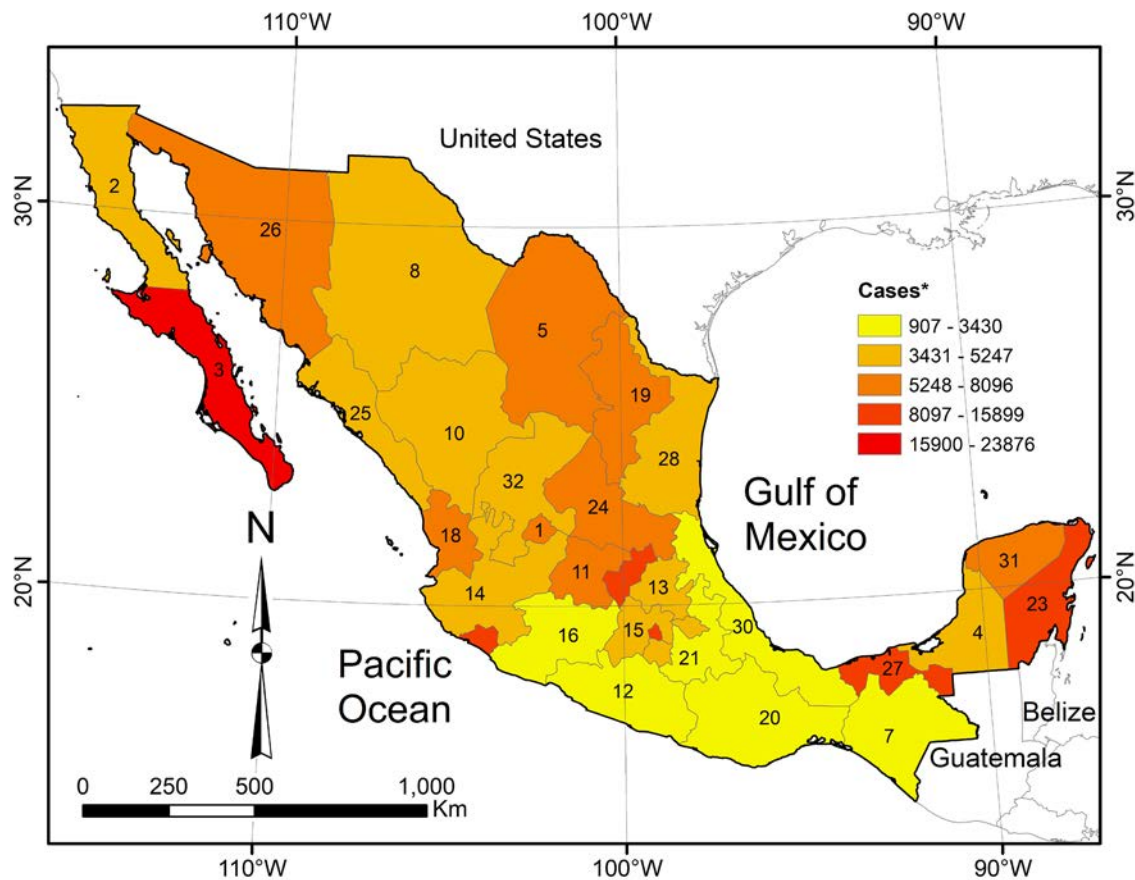 110°W
100°W
90°W
United States
30°N
30°N
2
26
8
5
Cases*
907 - 3430
3431 - 5247
5248 - 8096
8097 - 15899
15900 - 23876
3
19
25
10
28
32
Gulf of
Mexico
24
18
1
N
31
20°N
20°N
11
14
13
23
16
15
30
4
21
Pacific
Ocean
27
12
20
7
Belize
Guatemala
0
250
500
1,000
Km
110°W
100°W
90°W